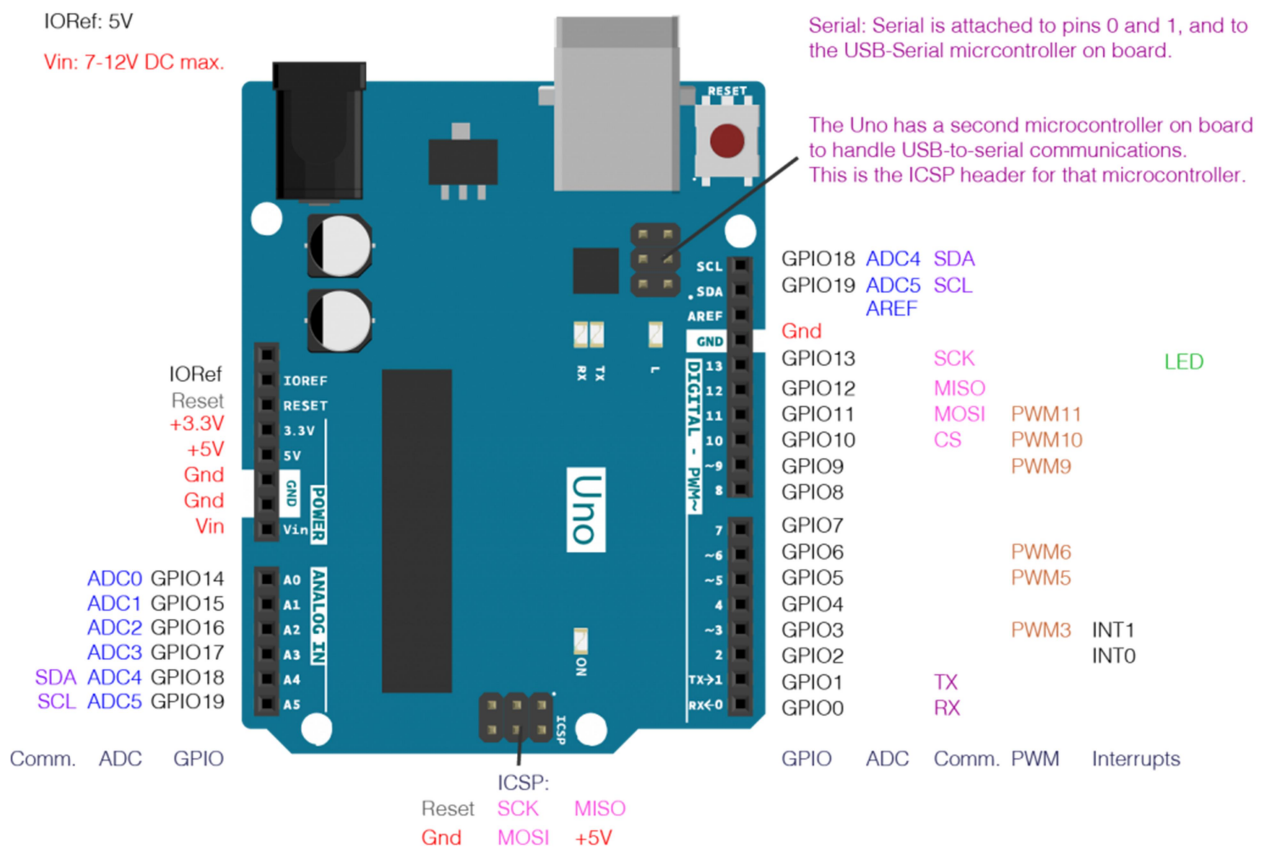 IORef: 5V
Vin: 7-12V DC max.
Serial: Serial is attached to pins 0 and 1, and to
the USB-Serial micrcontroller on board.
The Uno has a second microcontroller on board
to handle USB-to-serial communications.
This is the ICSP header for that microcontroller.
RESET
SCL GPIO18 ADC4 SDA
SDA GPIO19 ADC5 SCL
AREF AREF
GND Gnd
13 GPIO13 SCK LED
12 GPIO12 MISO
11 GPIO11 MOSI PWM11
10 GPIO10 CS PWM10
~9 GPIO9 PWM9
8 GPIO8
7 GPIO7
~6 GPIO6 PWM6
~5 GPIO5 PWM5
4 GPIO4
~3 GPIO3 PWM3 INT1
2 GPIO2 INT0
TX→1 GPIO1 TX
RX←0 GPIO0 RX
DIGITAL - PWM~
RX
TX
L
Uno
ON
IORef IOREF
Reset RESET
+3.3V 3.3V
+5V 5V
Gnd
Gnd
GND
Vin Vin
POWER
ADC0 GPIO14 A0
ADC1 GPIO15 A1
ADC2 GPIO16 A2
ADC3 GPIO17 A3
SDA ADC4 GPIO18 A4
SCL ADC5 GPIO19 A5
ANALOG IN
ICSP
Comm. ADC GPIO
GPIO ADC Comm. PWM Interrupts
ICSP:
Reset SCK MISO
Gnd MOSI +5V